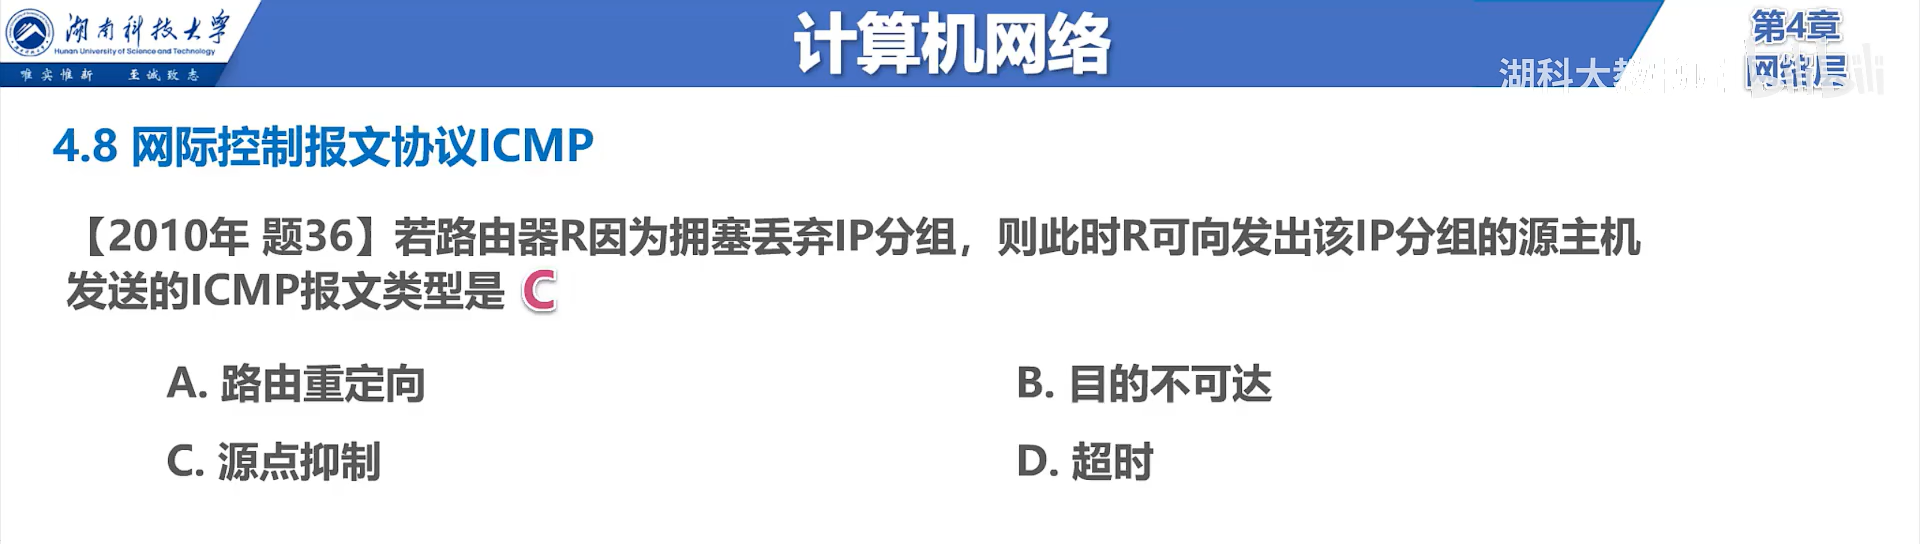 湖南科技大学
Hunan University of Science and Technology
唯实惟新 至诚致志
计算机网络
第4章
网络层
湖科大教
4.8 网际控制报文协议ICMP
【2010年 题36】若路由器R因为拥塞丢弃IP分组，则此时R可向发出该IP分组的源主机
发送的ICMP报文类型是 C
A. 路由重定向
B. 目的不可达
C. 源点抑制
D. 超时